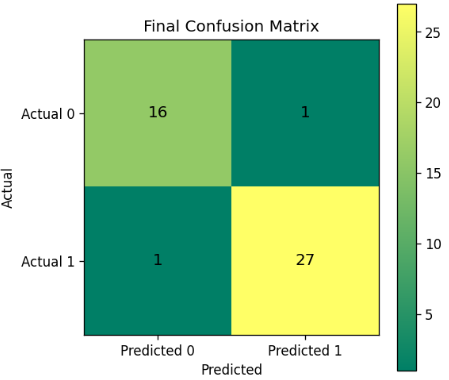 Final Confusion Matrix
Actual 0
16
1
Actual 1
1
27
Actual
Predicted 0
Predicted 1
Predicted
25
20
15
10
5